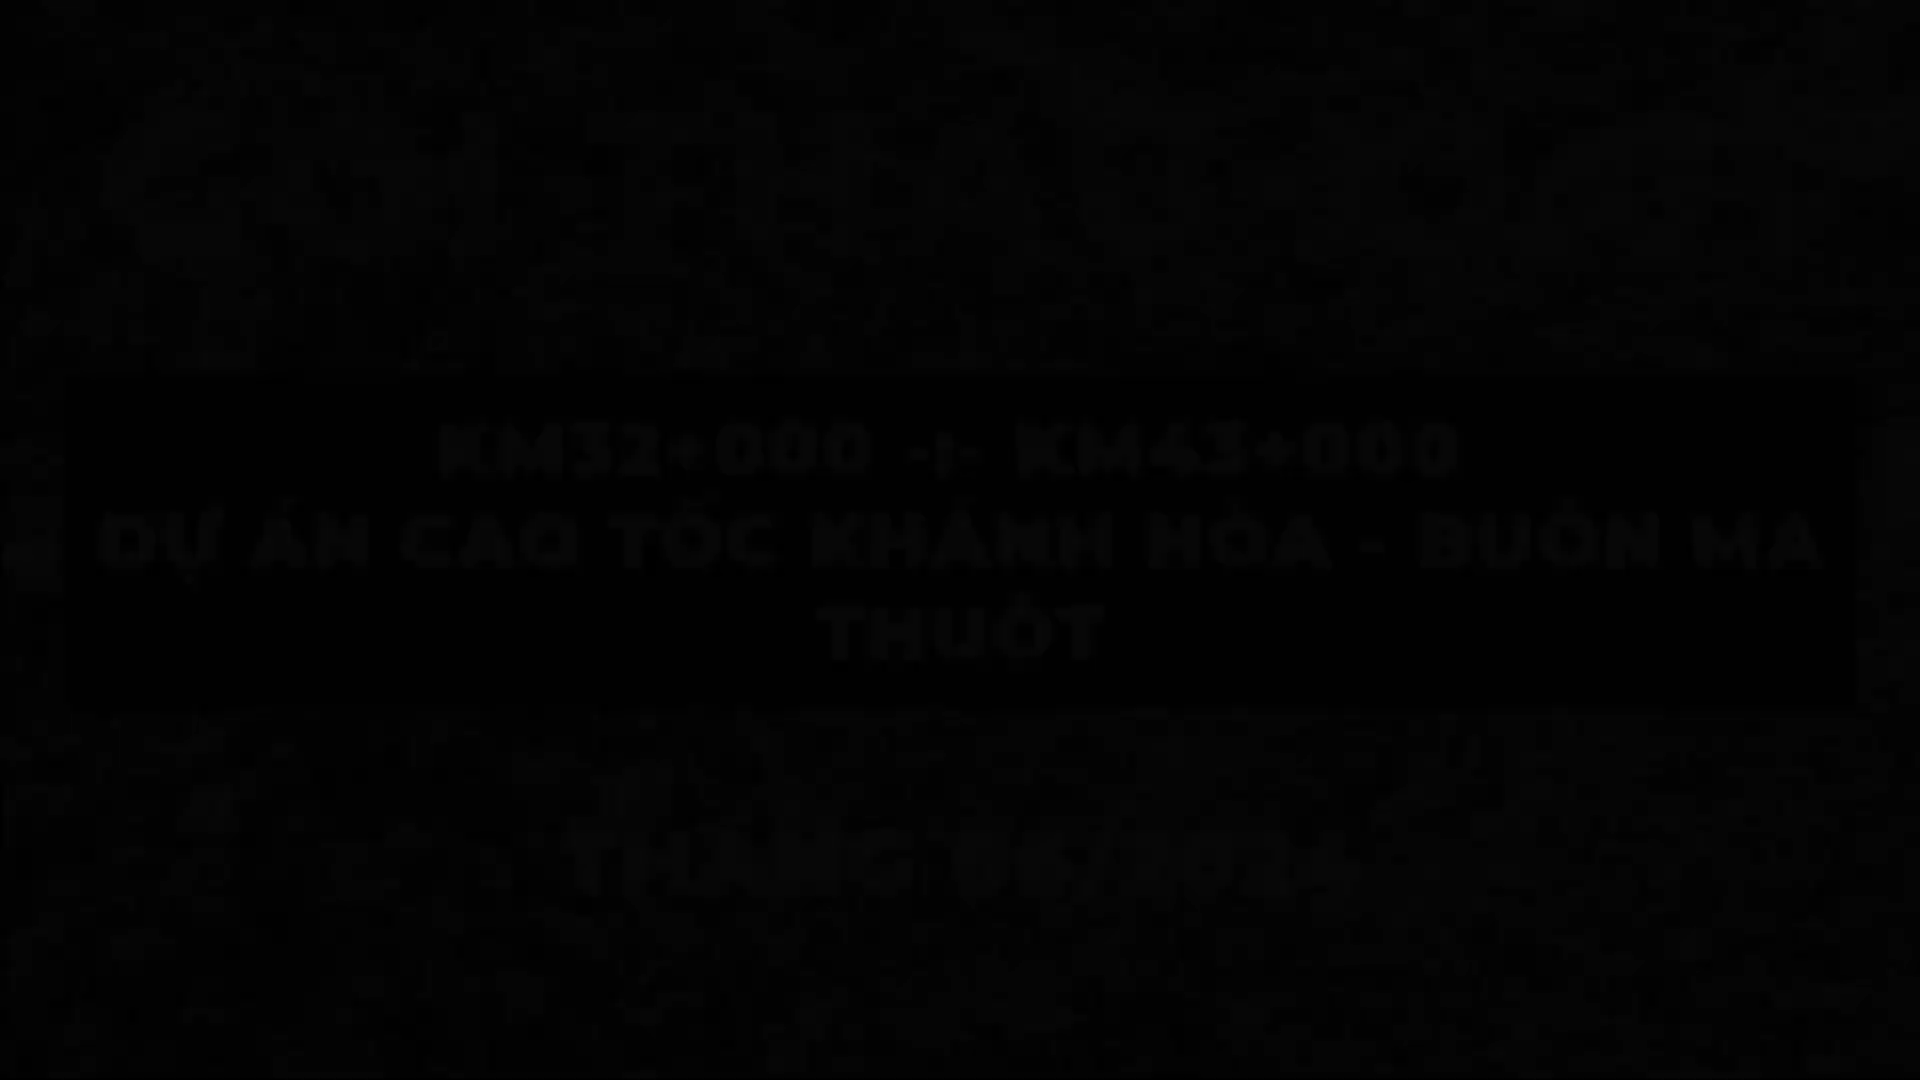 KM32+000 -> KM43+000
DỰ ÁN CAO TỐC KHÁNH HÒA - BUÔN MA
THUỘT
THÁNG